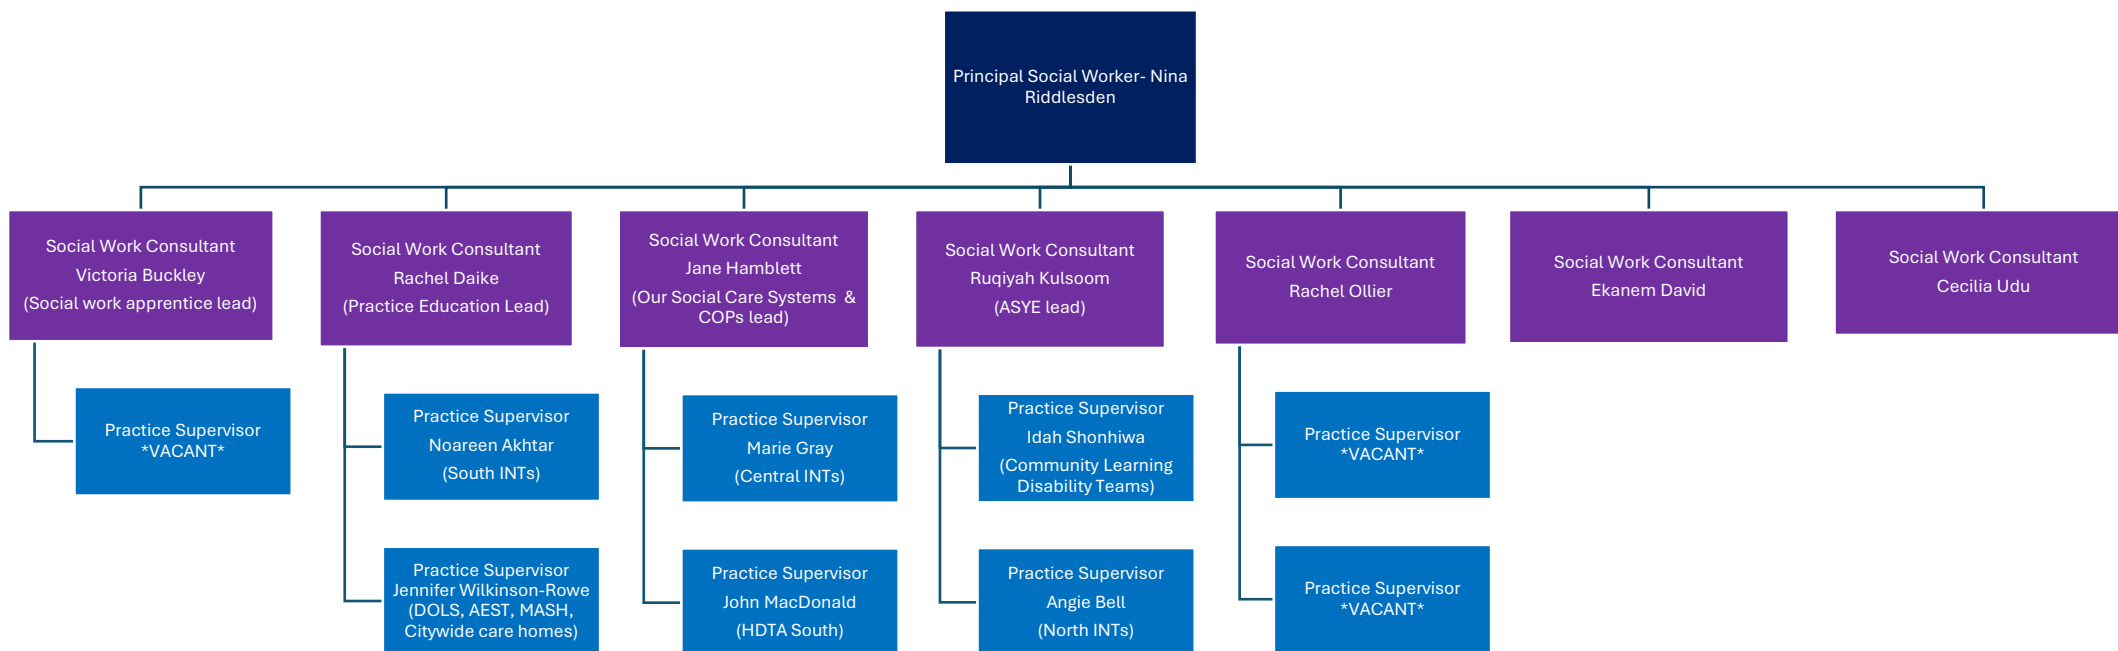 Principal Social Worker- Nina
Riddlesden
Social Work Consultant
Victoria Buckley
(Social work apprentice lead)
Social Work Consultant
Rachel Daike
(Practice Education Lead)
Social Work Consultant
Jane Hamblett
(Our Social Care Systems &
COPs lead)
Social Work Consultant
Ruqiyah Kulsoom
(ASYE lead)
Social Work Consultant
Rachel Ollier
Social Work Consultant
Ekanem David
Social Work Consultant
Cecilia Udu
Practice Supervisor
*VACANT*
Practice Supervisor
Noareen Akhtar
(South INTs)
Practice Supervisor
Marie Gray
(Central INTs)
Practice Supervisor
Idah Shonhiwa
(Community Learning
Disability Teams)
Practice Supervisor
*VACANT*
Practice Supervisor
Jennifer Wilkinson-Rowe
(DOLS, AEST, MASH,
Citywide care homes)
Practice Supervisor
John MacDonald
(HDTA South)
Practice Supervisor
Angie Bell
(North INTs)
Practice Supervisor
*VACANT*